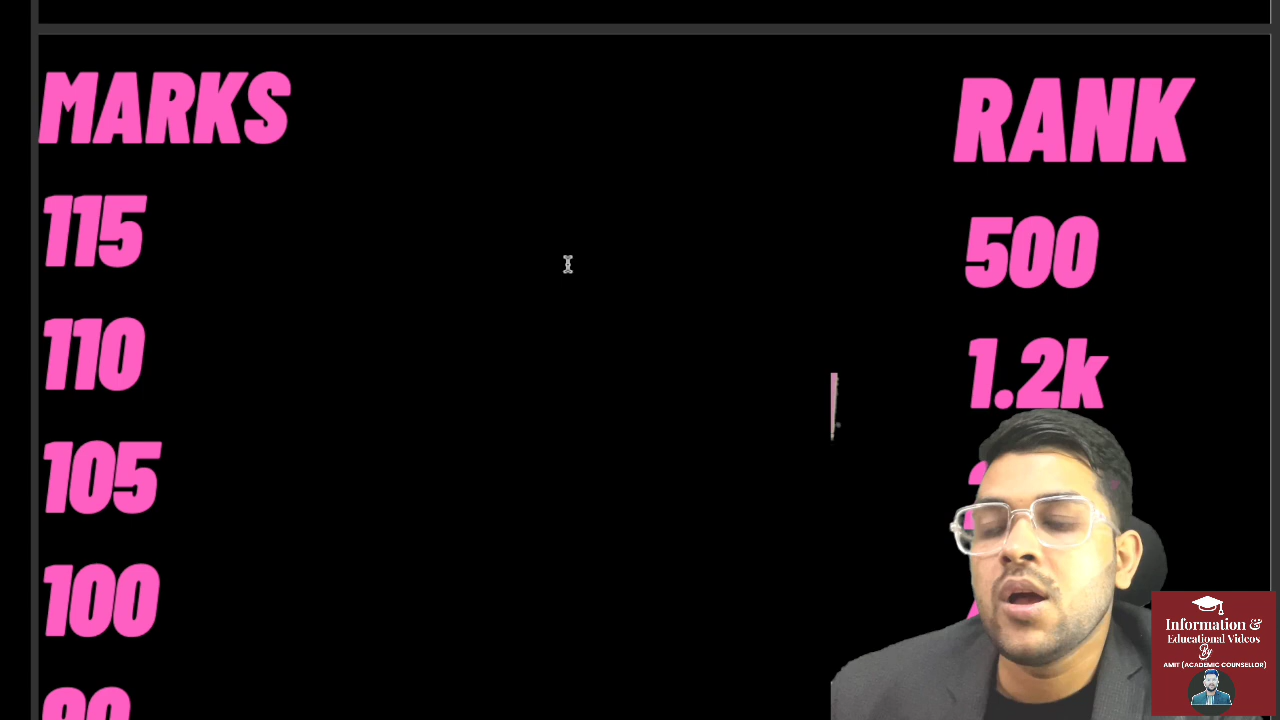 MARKS RANK
115 500
110 1.2k
105
100
Information &
Educational Videos
By
AMIT (ACADEMIC COUNSELLOR)